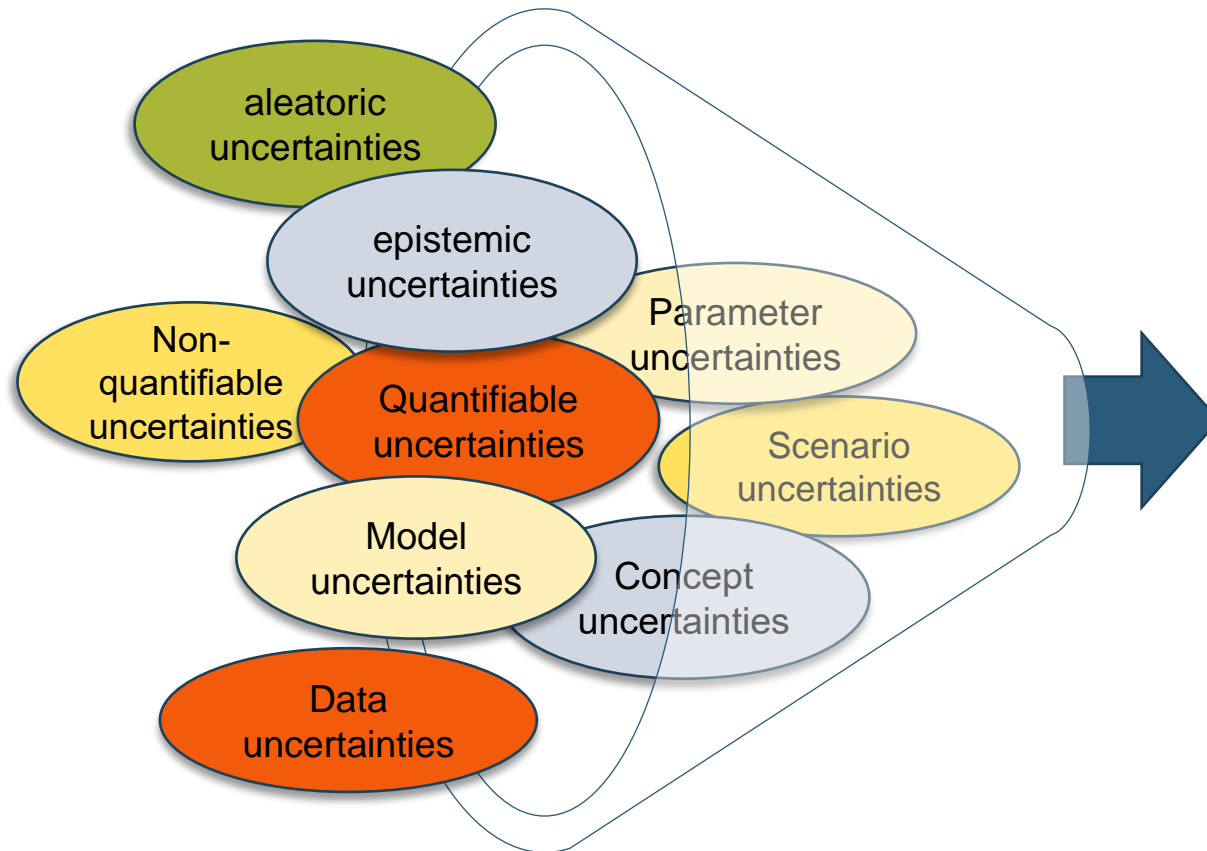 aleatoric
uncertainties
epistemic
uncertainties
Parameter
uncertainties
Non-
quantifiable
uncertainties
Quantifiable
uncertainties
Scenario
uncertainties
Model
uncertainties
Concept
uncertainties
Data
uncertainties